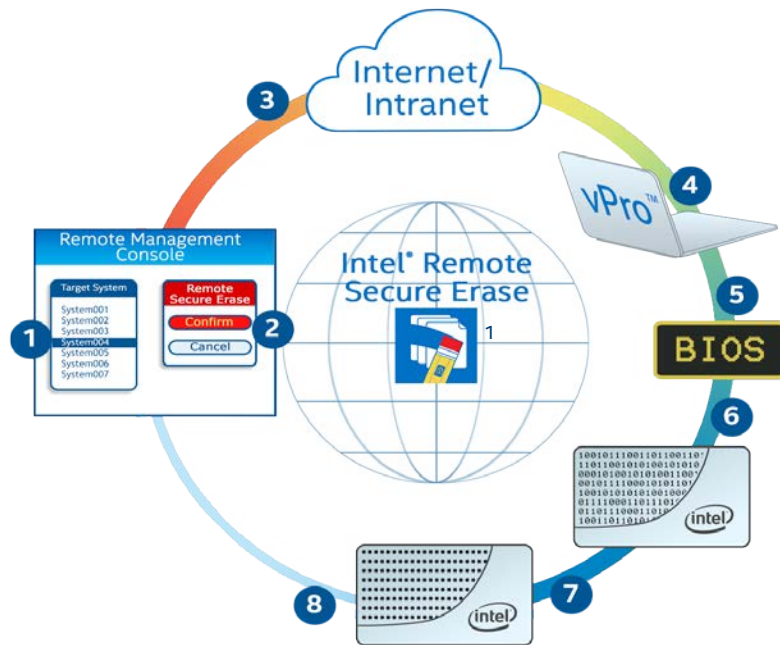 Internet/
Intranet
3
4
vPro™
Remote Management
Console
Target System
System001
System002
System003
System004
System005
System006
System007
1
Remote
Secure Erase
Confirm
Cancel
2
Intel® Remote
Secure Erase
1
5
BIOS
6
intel
7
8
intel